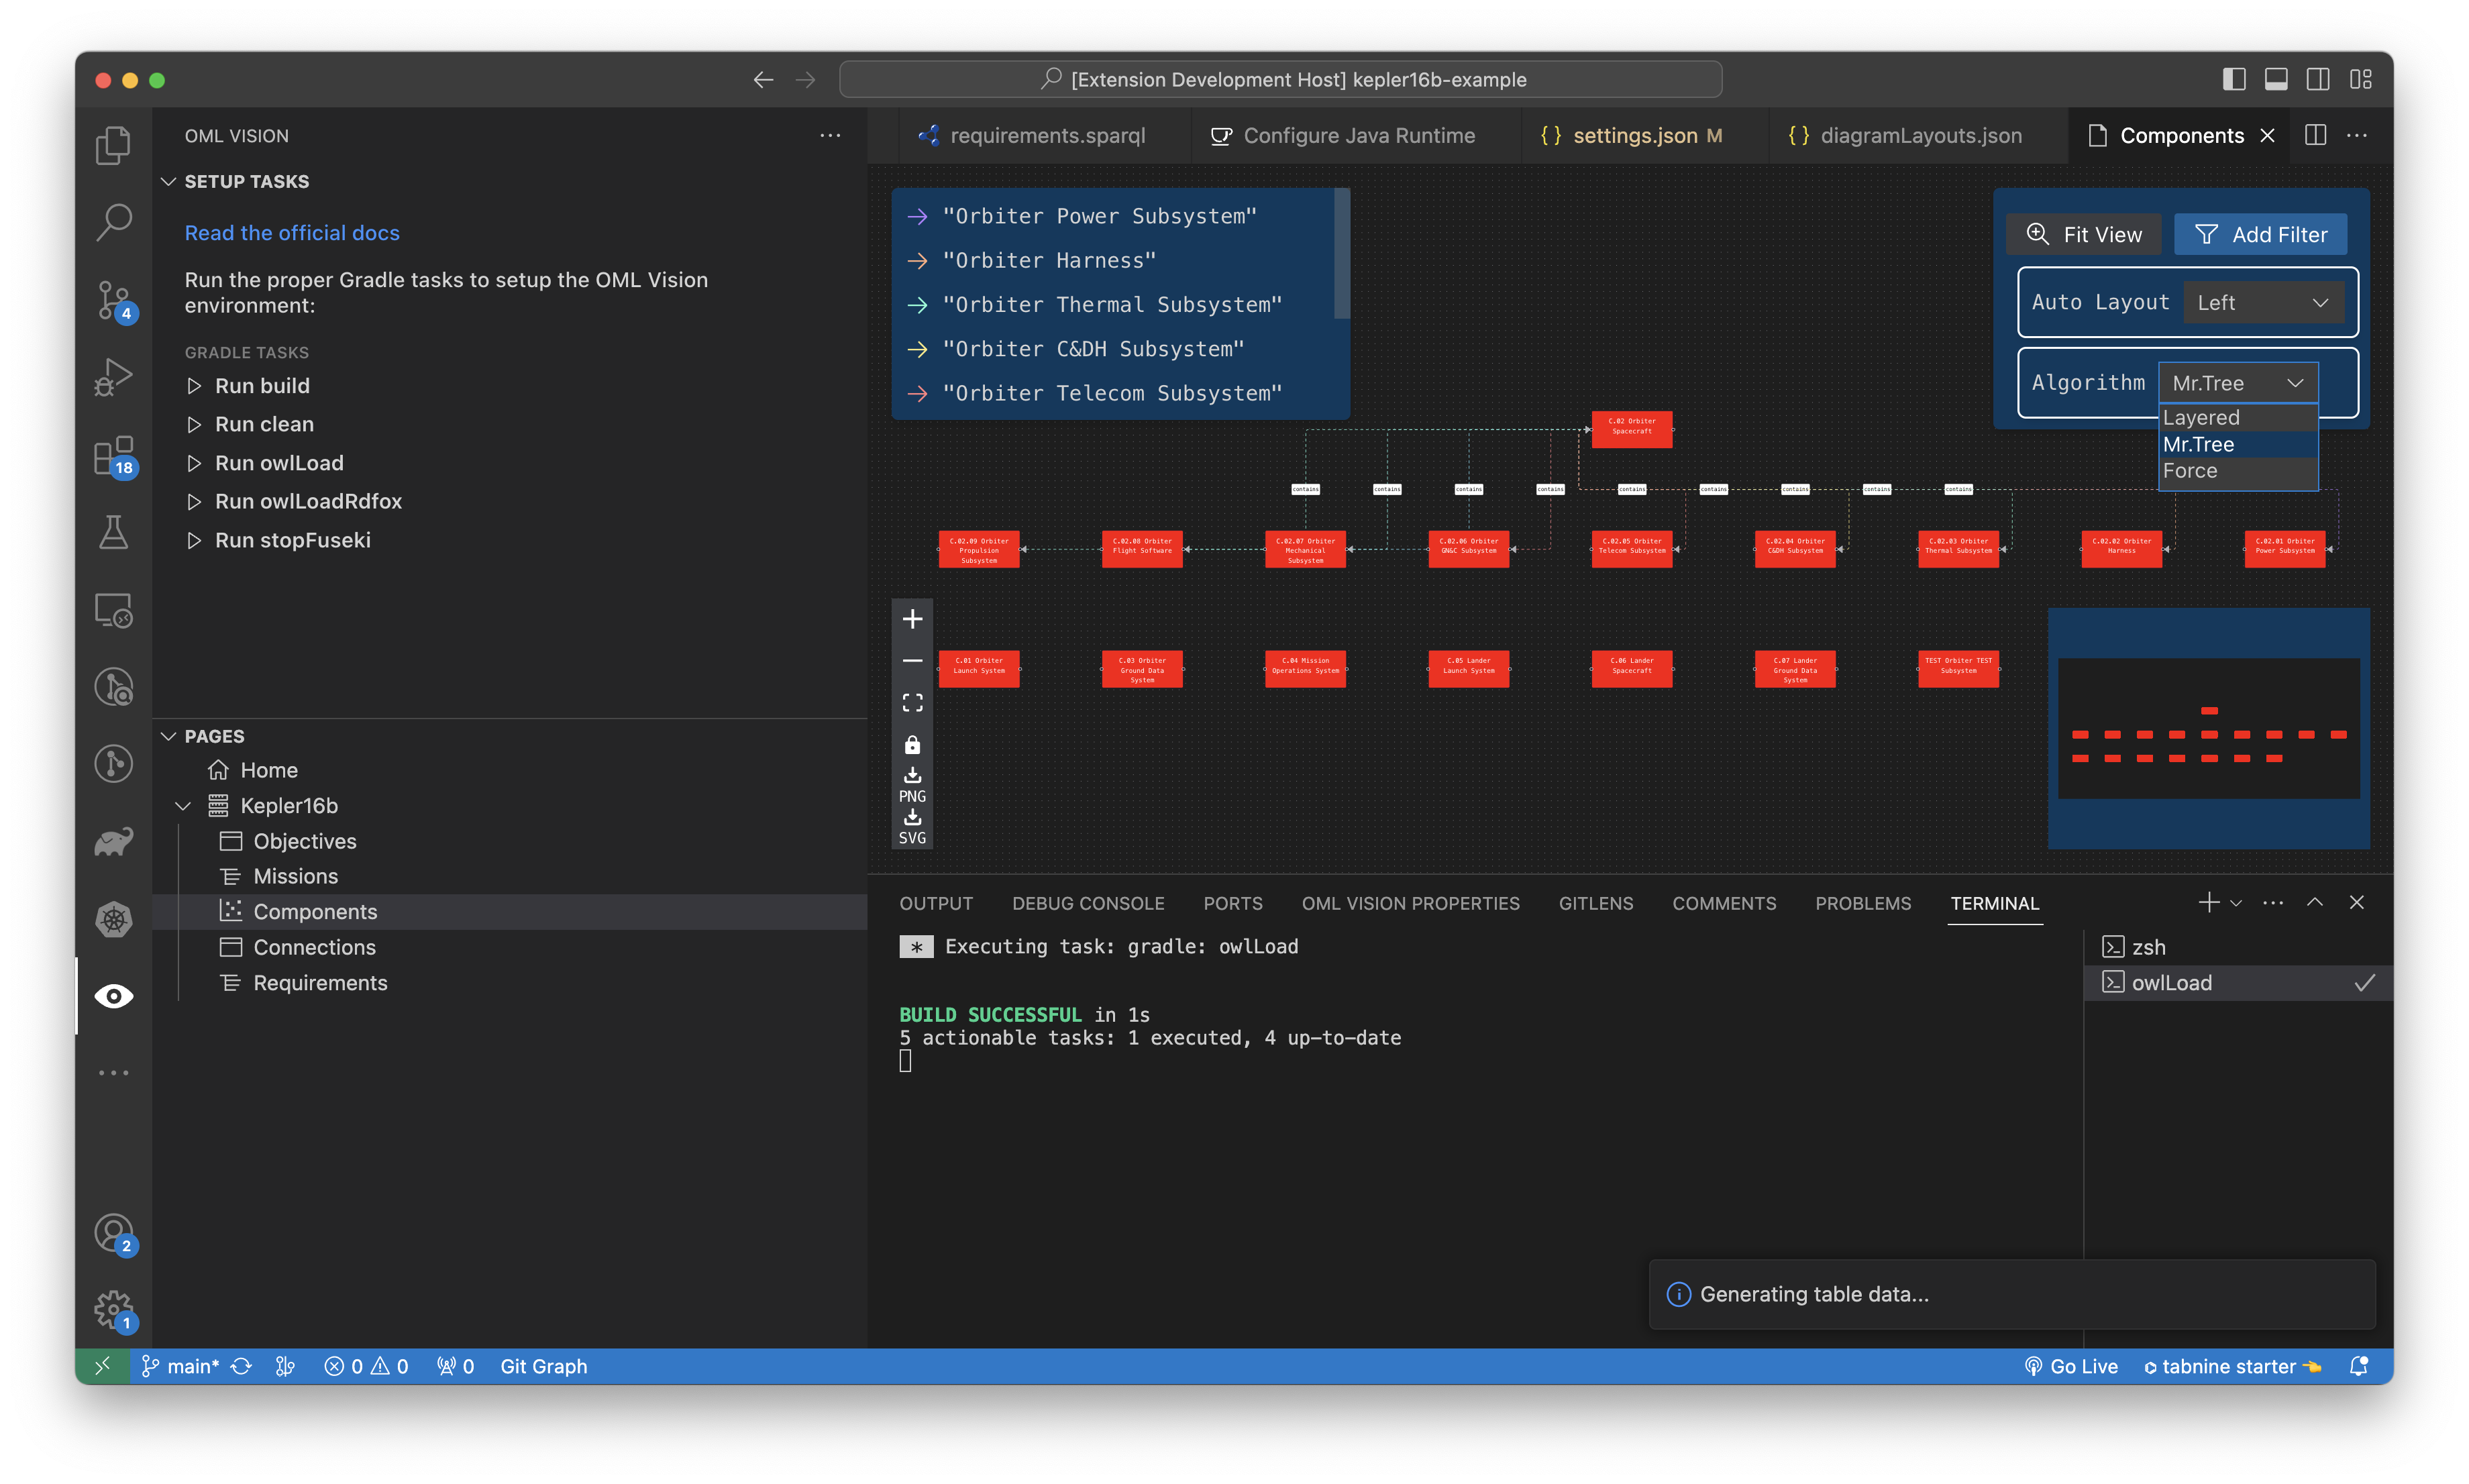 [Extension Development Host] kepler16b-example
OML VISION
SETUP TASKS
Read the official docs
Run the proper Gradle tasks to setup the OML Vision
environment:
GRADLE TASKS
Run build
Run clean
Run owlLoad
Run owlLoadRdfox
Run stopFuseki
PAGES
Home
Kepler16b
Objectives
Missions
Components
Connections
Requirements
4
18
2
1
requirements.sparql
Configure Java Runtime
{} settings.json M
{} diagramLayouts.json
Components
"Orbiter Power Subsystem"
"Orbiter Harness"
"Orbiter Thermal Subsystem"
"Orbiter C&DH Subsystem"
"Orbiter Telecom Subsystem"
Fit View
Add Filter
Auto Layout Left
Algorithm Mr.Tree
Layered
Mr.Tree
Force
C.02 Orbiter
Spacecraft
contains contains contains contains contains contains contains contains contains
C.02.09 Orbiter
Propulsion
Subsystem
C.02.08 Orbiter
Flight Software
C.02.07 Orbiter
Mechanical
Subsystem
C.02.06 Orbiter
GN&C Subsystem
C.02.05 Orbiter
Telecom Subsystem
C.02.04 Orbiter
C&DH Subsystem
C.02.03 Orbiter
Thermal Subsystem
C.02.02 Orbiter
Harness
C.02.01 Orbiter
Power Subsystem
C.01 Orbiter
Launch System
C.03 Orbiter
Ground Data
System
C.04 Mission
Operations System
C.05 Lander
Launch System
C.06 Lander
Spacecraft
C.07 Lander
Ground Data
System
TEST Orbiter TEST
Subsystem
PNG
SVG
OUTPUT DEBUG CONSOLE PORTS OML VISION PROPERTIES GITLENS COMMENTS PROBLEMS TERMINAL
* Executing task: gradle: owlLoad
BUILD SUCCESSFUL in 1s
5 actionable tasks: 1 executed, 4 up-to-date
zsh
owlLoad
Generating table data...
main* 0 0 0 Git Graph
Go Live tabnine starter